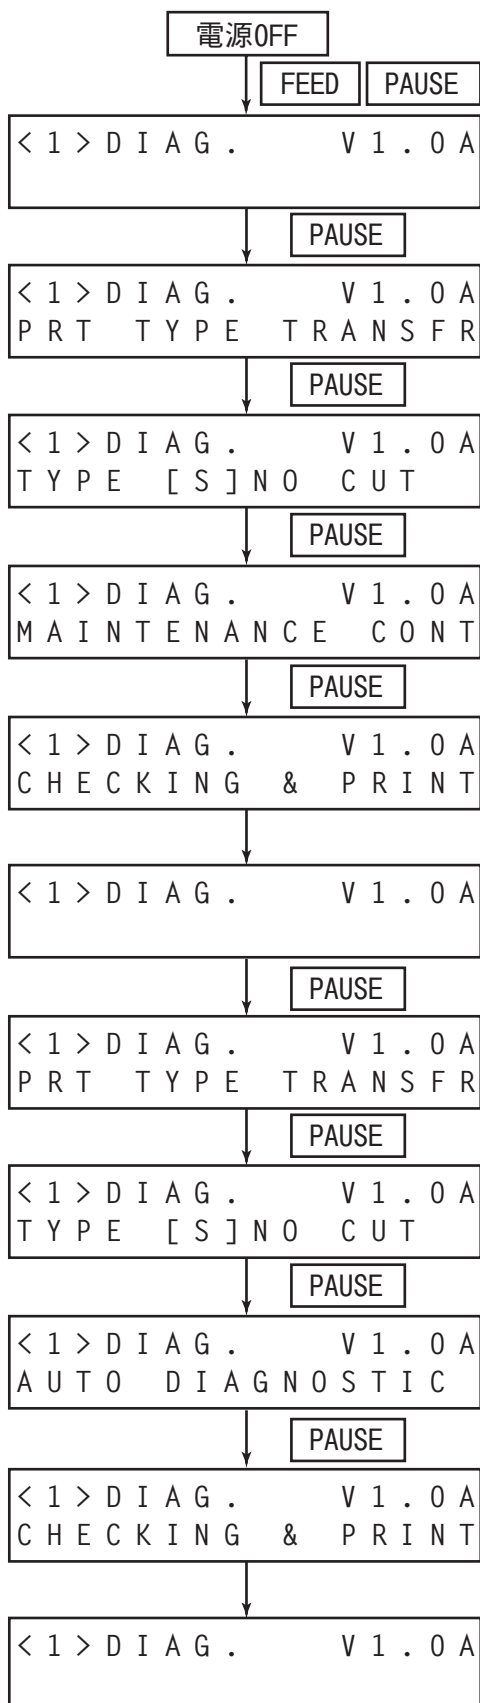 電源OFF
FEED PAUSE
<1>DIAG. V1.0A
PAUSE
<1>DIAG. V1.0A
PRT TYPE TRANSFR
PAUSE
<1>DIAG. V1.0A
TYPE [S]NO CUT
PAUSE
<1>DIAG. V1.0A
MAINTENANCE CONT
PAUSE
<1>DIAG. V1.0A
CHECKING & PRINT
<1>DIAG. V1.0A
PAUSE
<1>DIAG. V1.0A
PRT TYPE TRANSFR
PAUSE
<1>DIAG. V1.0A
TYPE [S]NO CUT
PAUSE
<1>DIAG. V1.0A
AUTO DIAGNOSTIC
PAUSE
<1>DIAG. V1.0A
CHECKING & PRINT
<1>DIAG. V1.0A